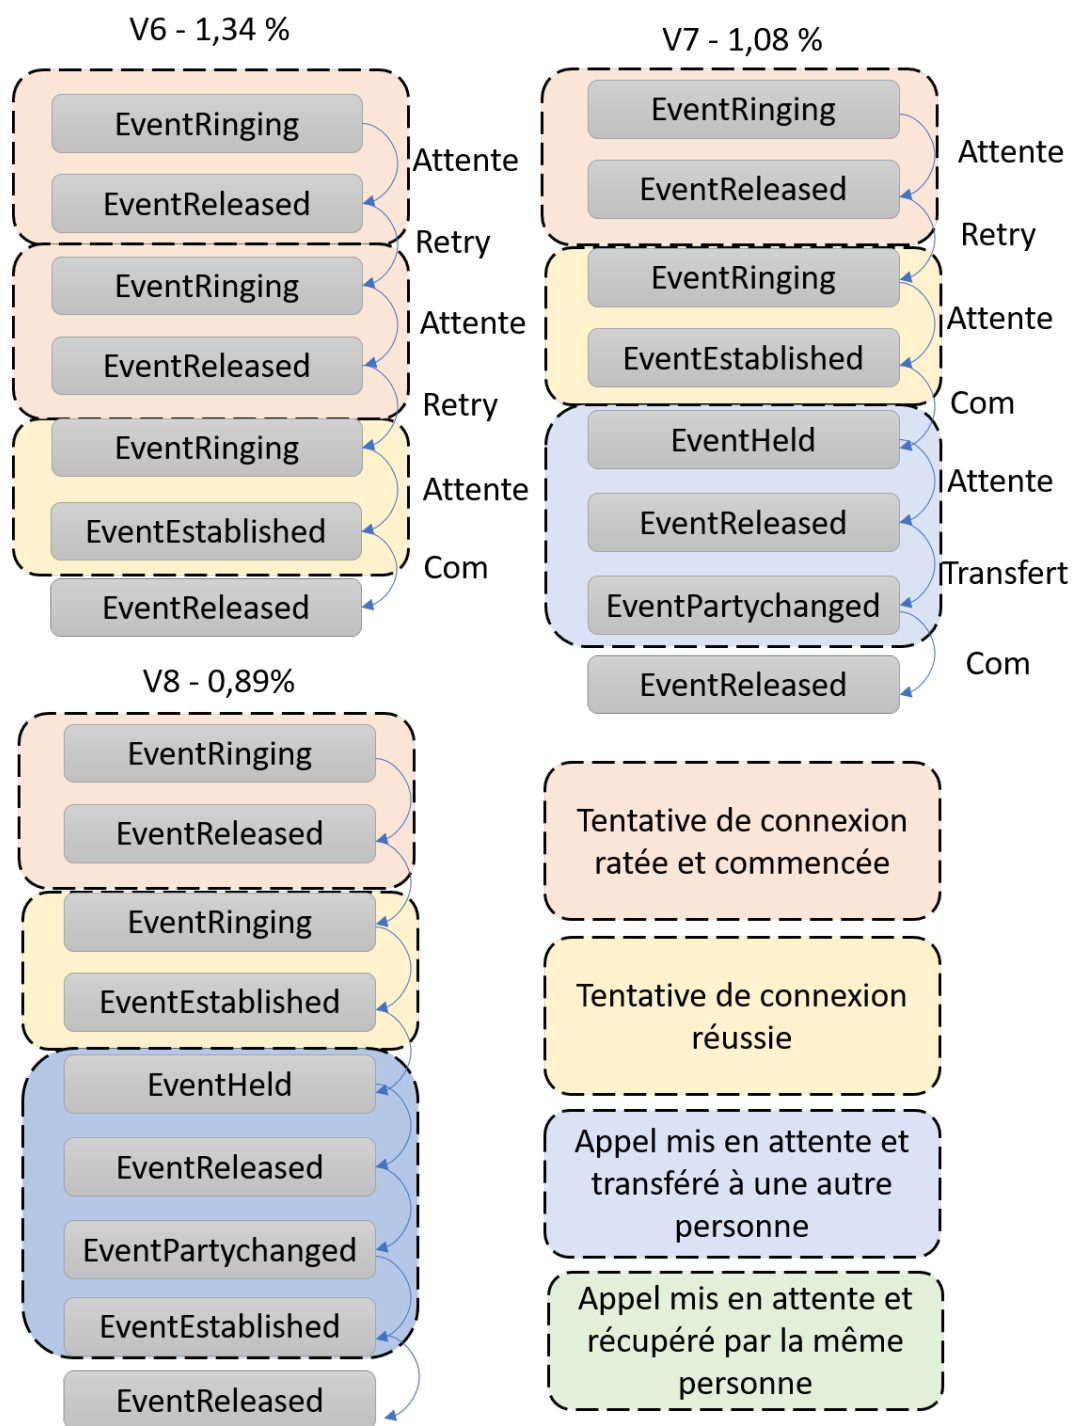 V6 - 1,34 %
EventRinging
Attente
EventReleased
Retry
EventRinging
Attente
EventReleased
Retry
EventRinging
Attente
EventEstablished
Com
EventReleased
V7 - 1,08 %
EventRinging
Attente
EventReleased
Retry
EventRinging
Attente
EventEstablished
Com
EventHeld
Attente
EventReleased
Transfert
EventPartychanged
Com
EventReleased
V8 - 0,89%
EventRinging
EventReleased
EventRinging
EventEstablished
EventHeld
EventReleased
EventPartychanged
EventEstablished
EventReleased
Tentative de connexion
ratée et commencée
Tentative de connexion
réussie
Appel mis en attente et
transféré à une autre
personne
Appel mis en attente et
récupéré par la même
personne